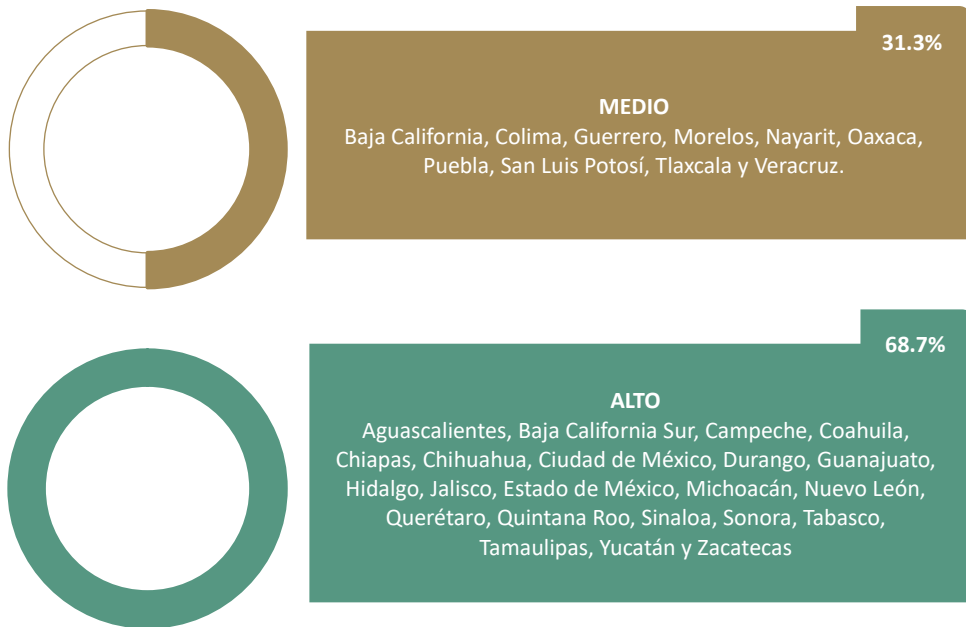 31.3%
MEDIO
Baja California, Colima, Guerrero, Morelos, Nayarit, Oaxaca,
Puebla, San Luis Potosí, Tlaxcala y Veracruz.
68.7%
ALTO
Aguascalientes, Baja California Sur, Campeche, Coahuila,
Chiapas, Chihuahua, Ciudad de México, Durango, Guanajuato,
Hidalgo, Jalisco, Estado de México, Michoacán, Nuevo León,
Querétaro, Quintana Roo, Sinaloa, Sonora, Tabasco,
Tamaulipas, Yucatán y Zacatecas